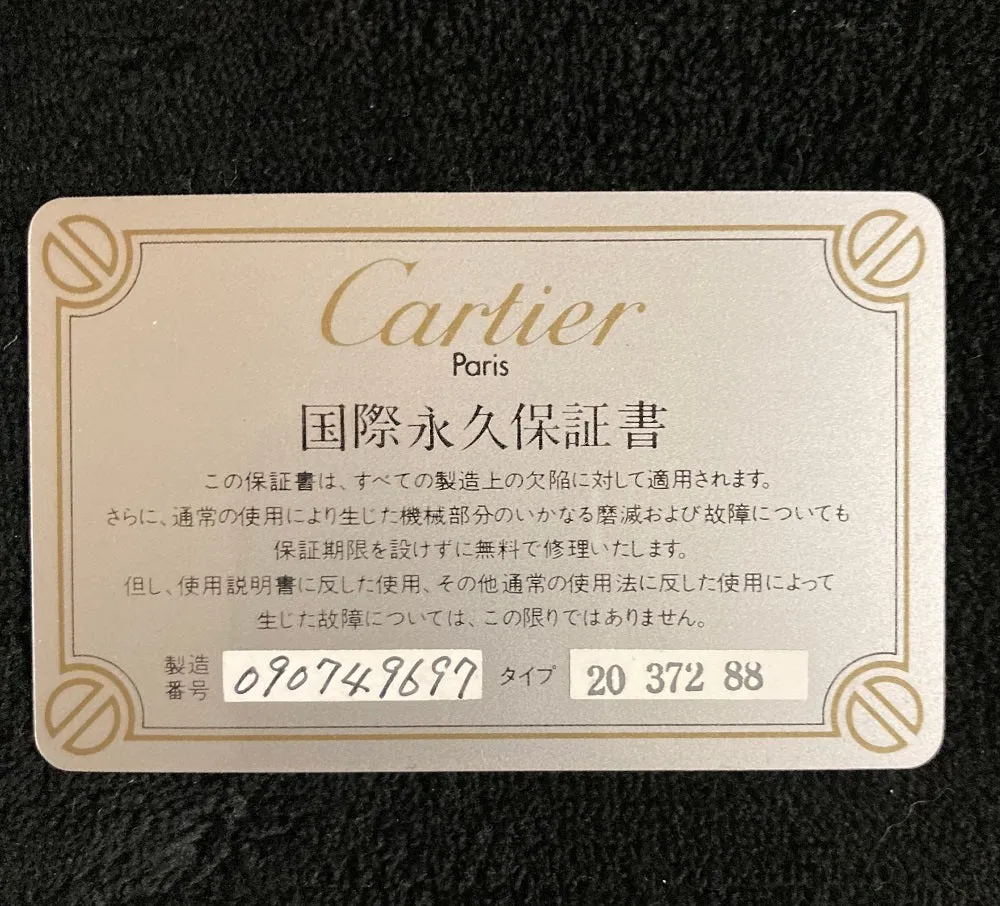 Cartier
Paris
国際永久保証書
この保証書は、すべての製造上の欠陥に対して適用されます。
さらに、通常の使用により生じた機械部分のいかなる磨滅および故障についても
保証期限を設けずに無料で修理いたします。
但し、使用説明書に反した使用、その他通常の使用法に反した使用によって
生じた故障については、この限りではありません。
製造番号 090749697 タイプ 20 372 88